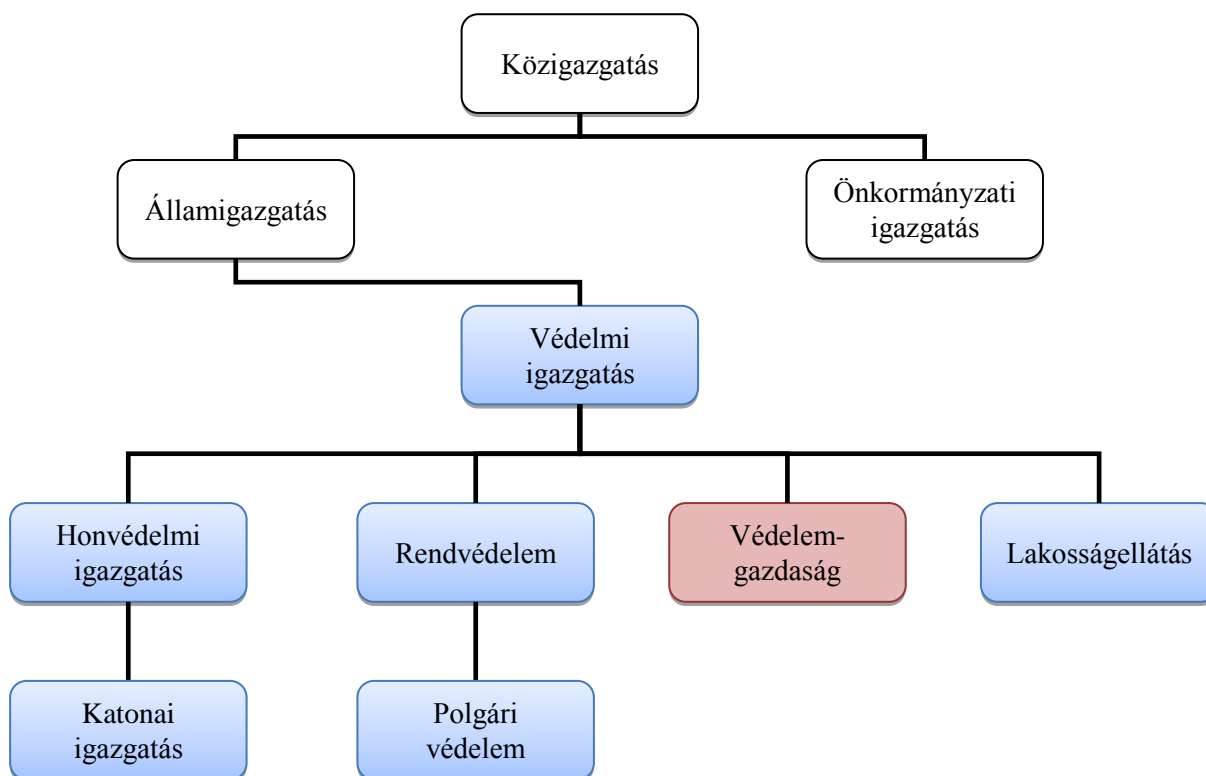 Közigazgatás
Államigazgatás
Önkormányzati
igazgatás
Védelmi
igazgatás
Honvédelmi
igazgatás
Rendvédelem
Védelem-
gazdaság
Lakosságellátás
Katonai
igazgatás
Polgári
védelem